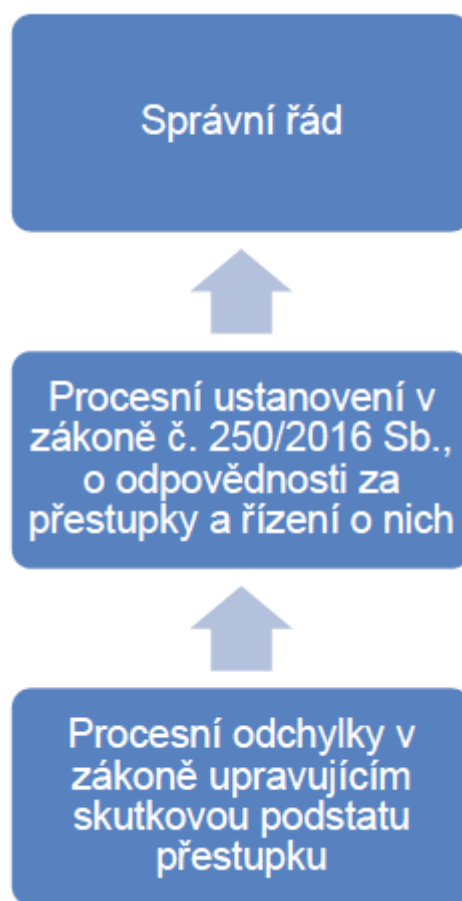 Správní řád
Procesní ustanovení v
zákoně č. 250/2016 Sb.,
o odpovědnosti za
přestupky a řízení o nich
Procesní odchylky v
zákoně upravujícím
skutkovou podstatu
přestupku